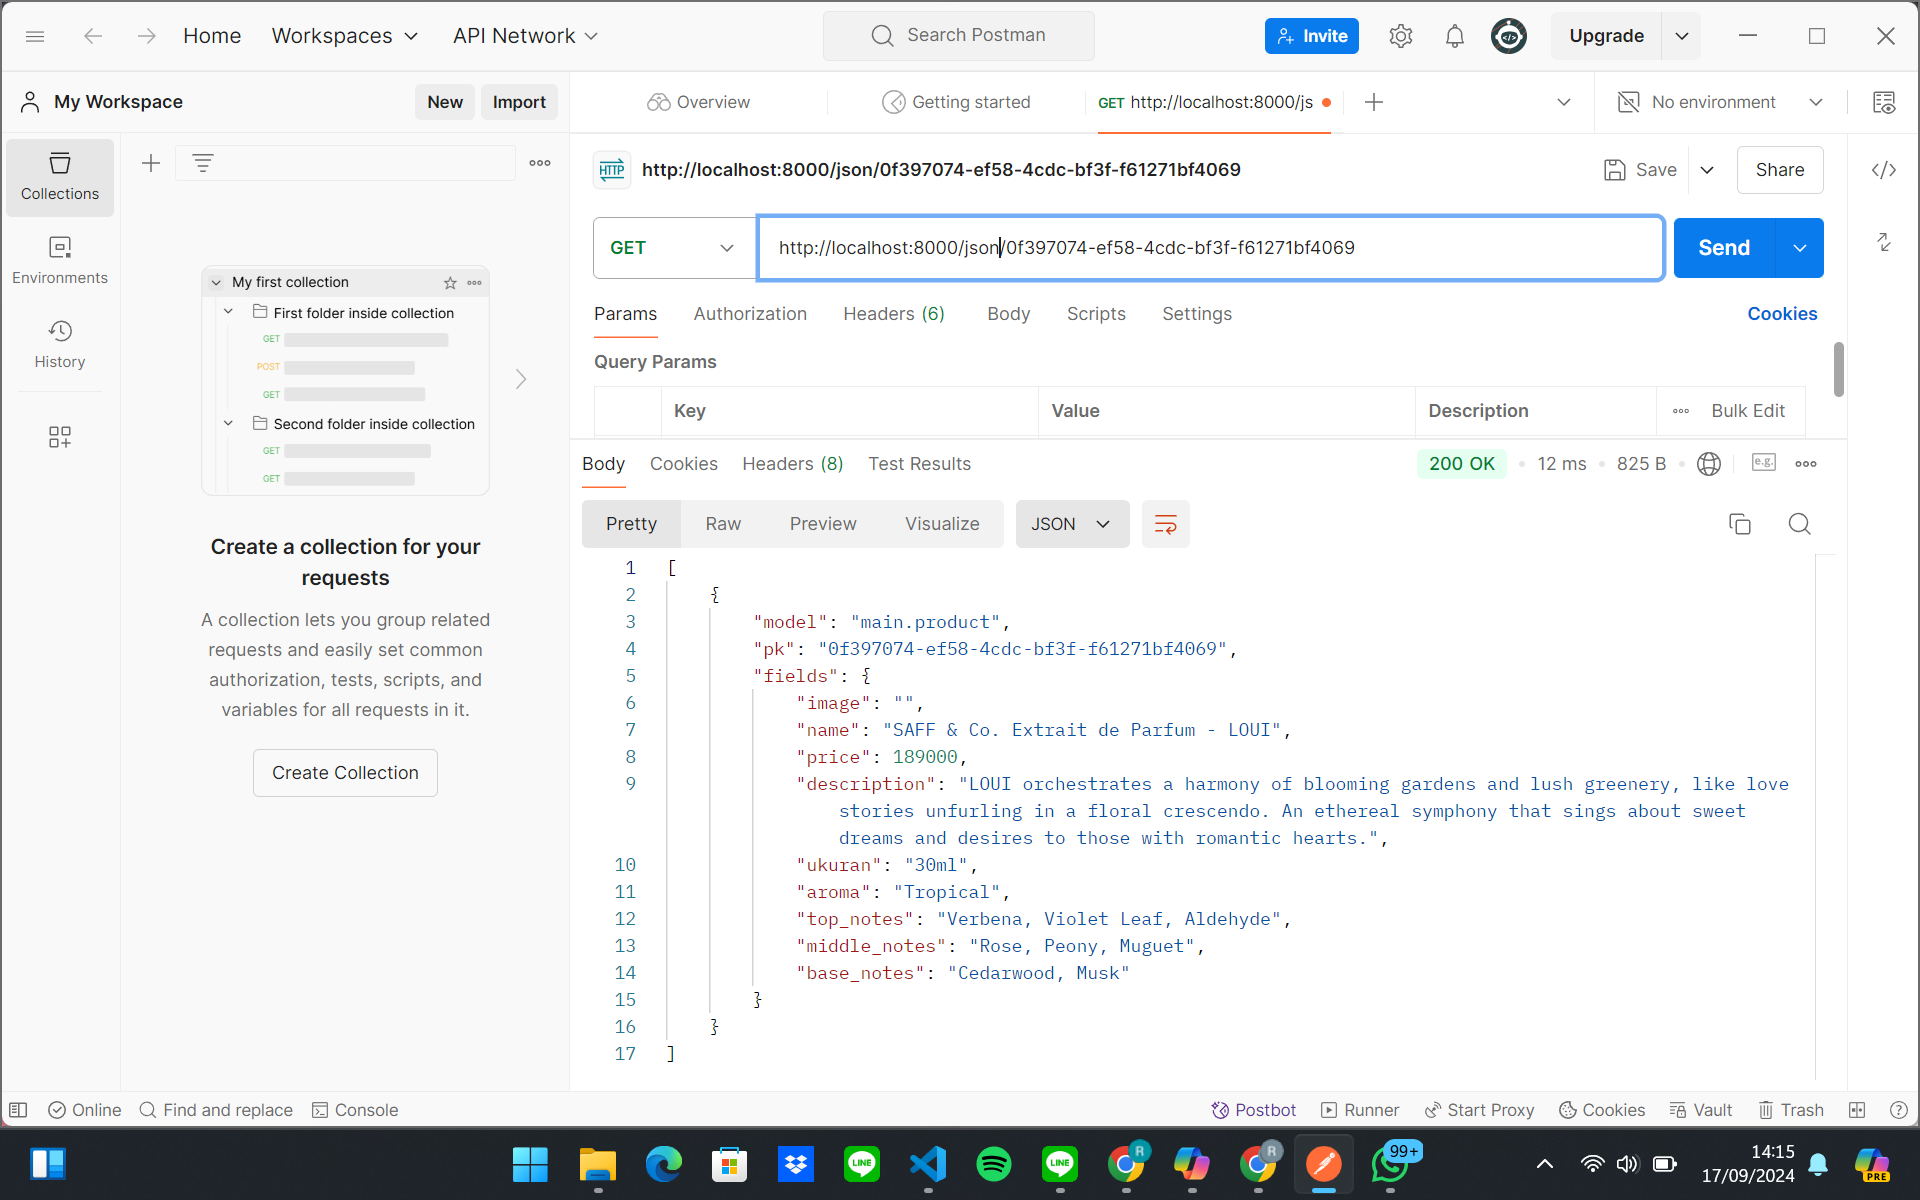 Home Workspaces API Network Search Postman Invite Upgrade
My Workspace New Import Overview Getting started GET http://localhost:8000/js No environment
HTTP http://localhost:8000/json/0f397074-ef58-4cdc-bf3f-f61271bf4069 Save Share
Collections
Environments
History
My first collection
First folder inside collection
GET
POST
GET
Second folder inside collection
GET
GET
Create a collection for your
requests
A collection lets you group related
requests and easily set common
authorization, tests, scripts, and
variables for all requests in it.
Create Collection
GET http://localhost:8000/json/0f397074-ef58-4cdc-bf3f-f61271bf4069 Send
Params Authorization Headers (6) Body Scripts Settings Cookies
Query Params
Key Value Description Bulk Edit
Body Cookies Headers (8) Test Results 200 OK 12 ms 825 B e.g.
Pretty Raw Preview Visualize JSON
1 [
2 {
3 "model": "main.product",
4 "pk": "0f397074-ef58-4cdc-bf3f-f61271bf4069",
5 "fields": {
6 "image": "",
7 "name": "SAFF & Co. Extrait de Parfum - LOUI",
8 "price": 189000,
9 "description": "LOUI orchestrates a harmony of blooming gardens and lush greenery, like love
stories unfurling in a floral crescendo. An ethereal symphony that sings about sweet
dreams and desires to those with romantic hearts.",
10 "ukuran": "30ml",
11 "aroma": "Tropical",
12 "top_notes": "Verbena, Violet Leaf, Aldehyde",
13 "middle_notes": "Rose, Peony, Muguet",
14 "base_notes": "Cedarwood, Musk"
15 }
16 }
17 ]
Online Find and replace Console Postbot Runner Start Proxy Cookies Vault Trash
LINE LINE R R 99+ 14:15 PRE
17/09/2024